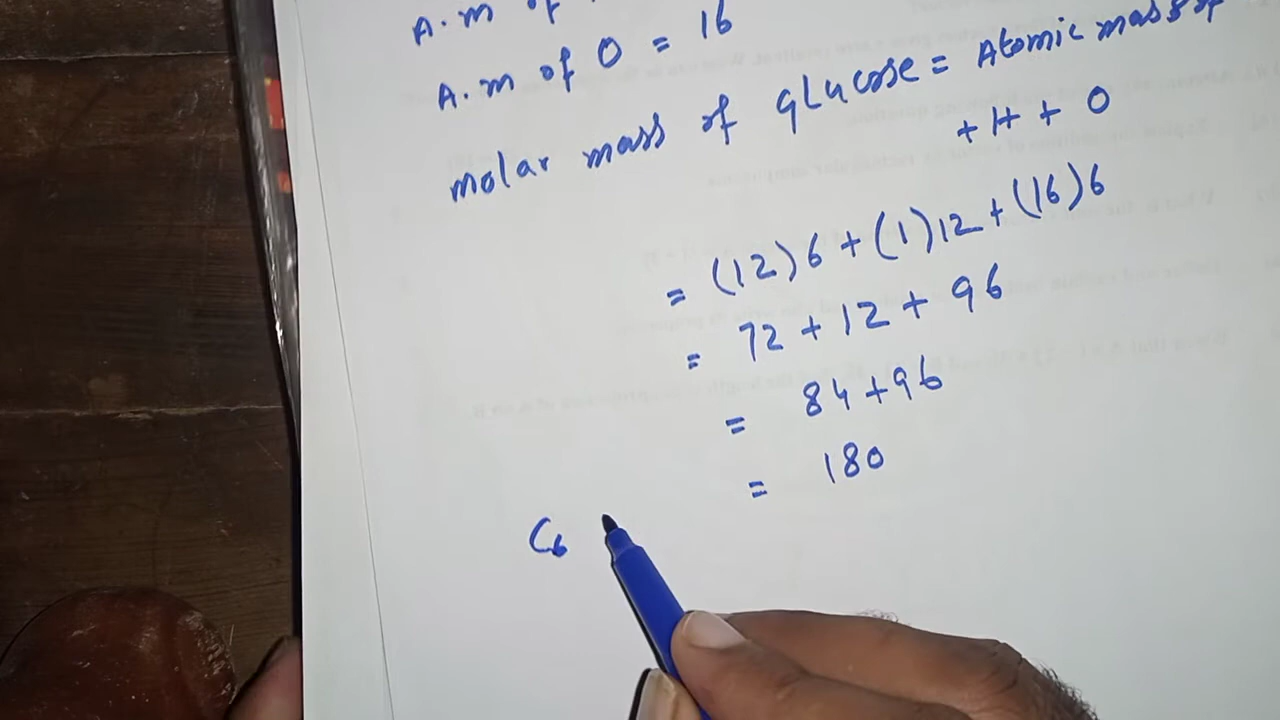 A.m of
A.m of O = 16
molar mass of glucose = Atomic mass of
+ H + O
= (12)6 + (1)12 + (16)6
= 72 + 12 + 96
= 84 + 96
= 180
C6